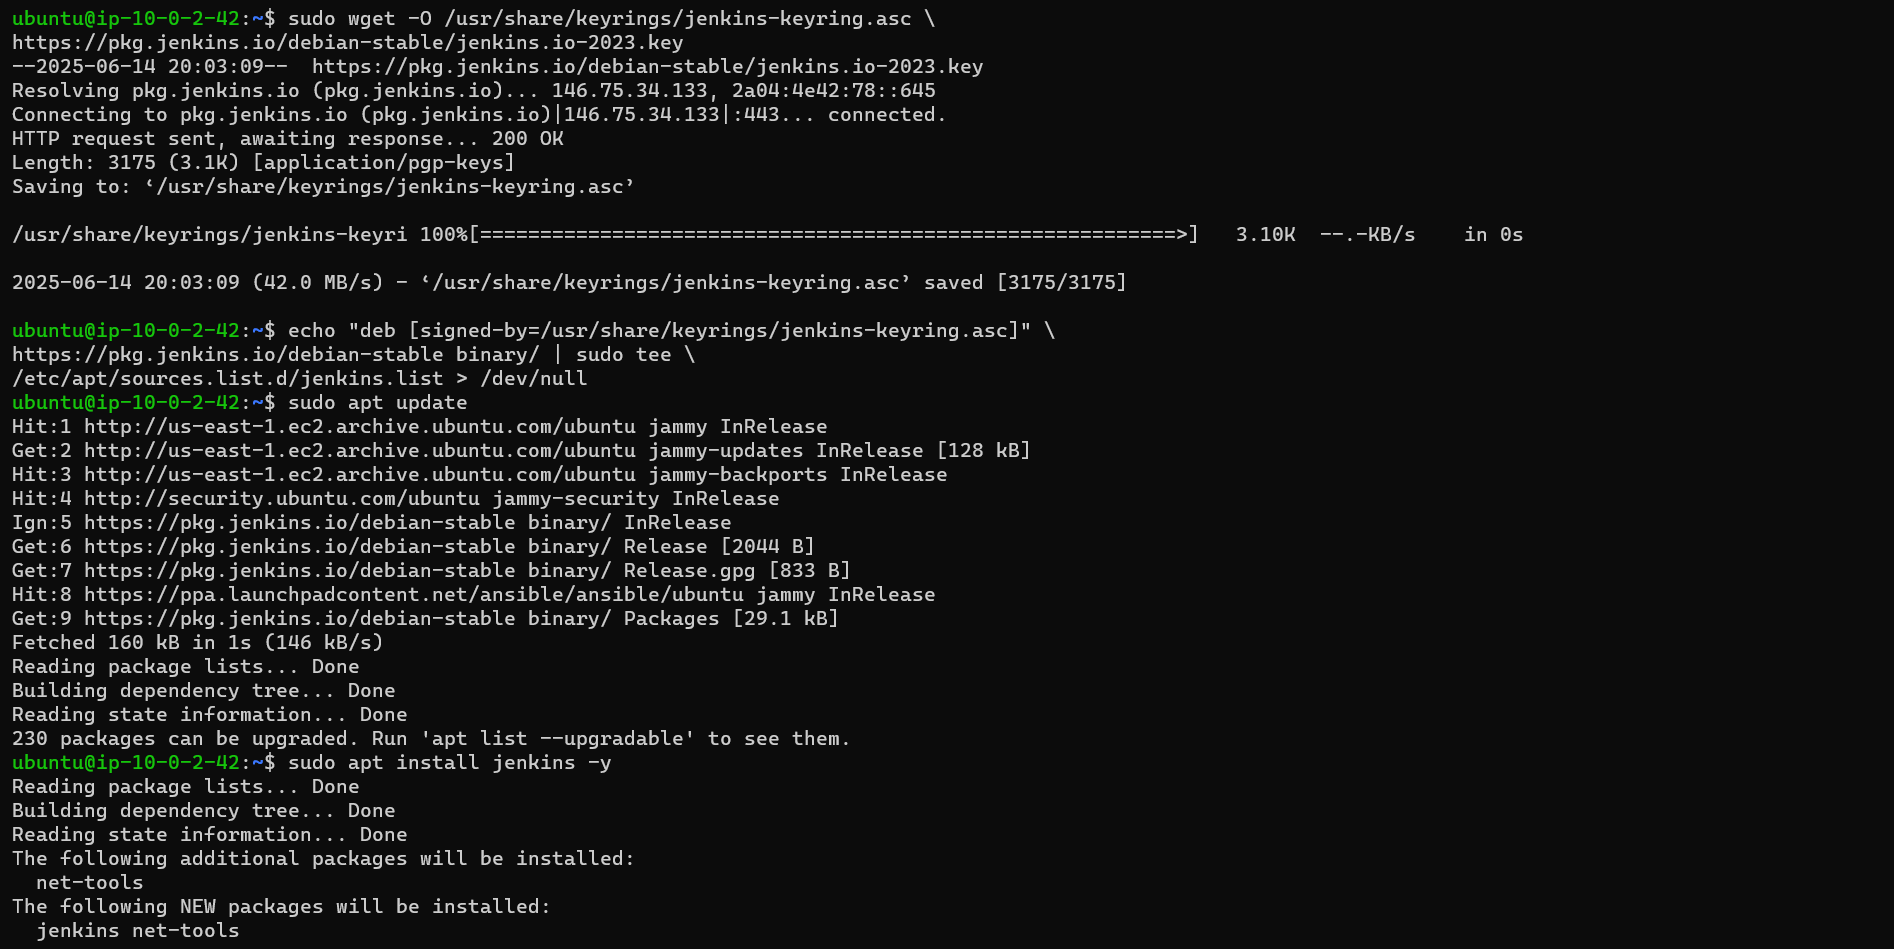 ubuntu@ip-10-0-2-42:~$ sudo wget -O /usr/share/keyrings/jenkins-keyring.asc \
https://pkg.jenkins.io/debian-stable/jenkins.io-2023.key
--2025-06-14 20:03:09--  https://pkg.jenkins.io/debian-stable/jenkins.io-2023.key
Resolving pkg.jenkins.io (pkg.jenkins.io)... 146.75.34.133, 2a04:4e42:78::645
Connecting to pkg.jenkins.io (pkg.jenkins.io)|146.75.34.133|:443... connected.
HTTP request sent, awaiting response... 200 OK
Length: 3175 (3.1K) [application/pgp-keys]
Saving to: ‘/usr/share/keyrings/jenkins-keyring.asc’

/usr/share/keyrings/jenkins-keyri 100%[==========================================================>]   3.10K  --.-KB/s    in 0s

2025-06-14 20:03:09 (42.0 MB/s) - ‘/usr/share/keyrings/jenkins-keyring.asc’ saved [3175/3175]

ubuntu@ip-10-0-2-42:~$ echo "deb [signed-by=/usr/share/keyrings/jenkins-keyring.asc]" \
https://pkg.jenkins.io/debian-stable binary/ | sudo tee \
/etc/apt/sources.list.d/jenkins.list > /dev/null
ubuntu@ip-10-0-2-42:~$ sudo apt update
Hit:1 http://us-east-1.ec2.archive.ubuntu.com/ubuntu jammy InRelease
Get:2 http://us-east-1.ec2.archive.ubuntu.com/ubuntu jammy-updates InRelease [128 kB]
Hit:3 http://us-east-1.ec2.archive.ubuntu.com/ubuntu jammy-backports InRelease
Hit:4 http://security.ubuntu.com/ubuntu jammy-security InRelease
Ign:5 https://pkg.jenkins.io/debian-stable binary/ InRelease
Get:6 https://pkg.jenkins.io/debian-stable binary/ Release [2044 B]
Get:7 https://pkg.jenkins.io/debian-stable binary/ Release.gpg [833 B]
Hit:8 https://ppa.launchpadcontent.net/ansible/ansible/ubuntu jammy InRelease
Get:9 https://pkg.jenkins.io/debian-stable binary/ Packages [29.1 kB]
Fetched 160 kB in 1s (146 kB/s)
Reading package lists... Done
Building dependency tree... Done
Reading state information... Done
230 packages can be upgraded. Run 'apt list --upgradable' to see them.
ubuntu@ip-10-0-2-42:~$ sudo apt install jenkins -y
Reading package lists... Done
Building dependency tree... Done
Reading state information... Done
The following additional packages will be installed:
  net-tools
The following NEW packages will be installed:
  jenkins net-tools